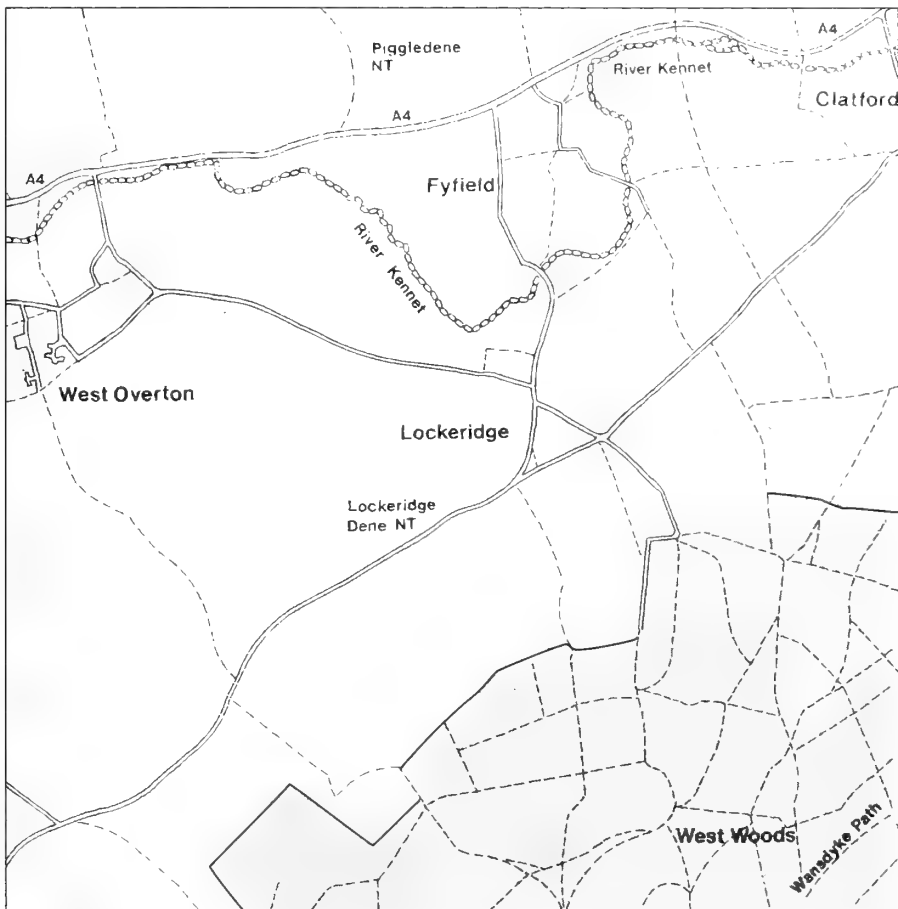 A4
Piggledene
NT
River Kennet
Clatford
A4
A4
Fyfield
River Kennet
West Overton
Lockeridge
Lockeridge
Dene NT
West Woods
Wansdyke Path